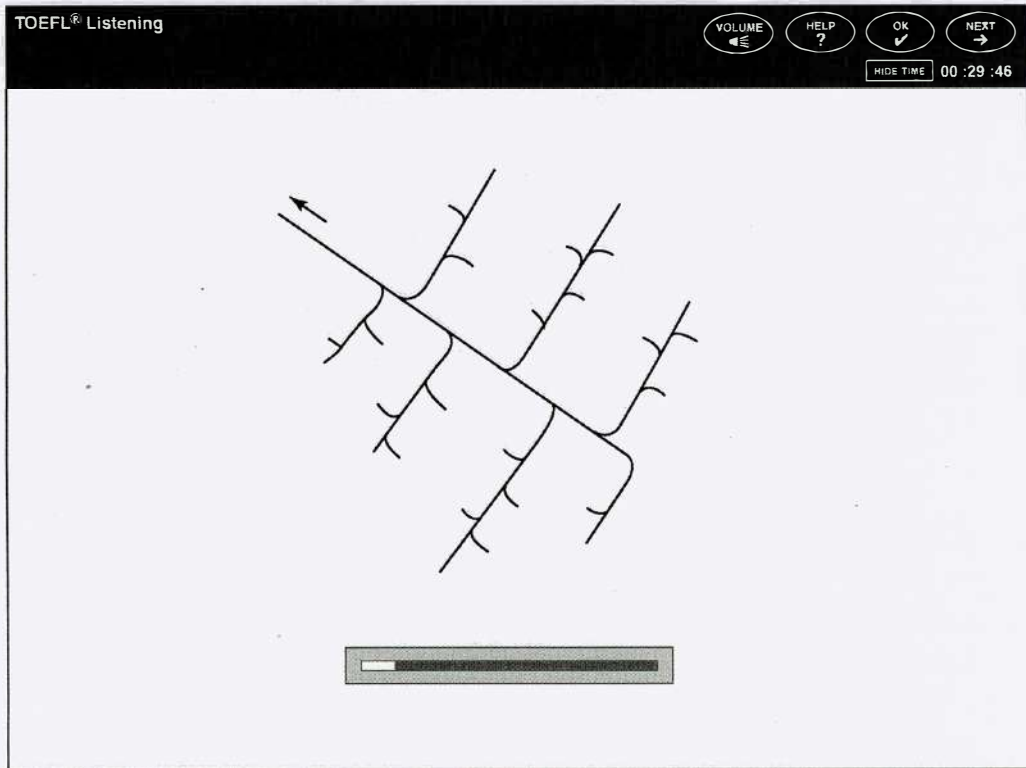 TOEFL® Listening
VOLUME
HELP
?
OK
NEXT
HIDE TIME 00 :29 :46